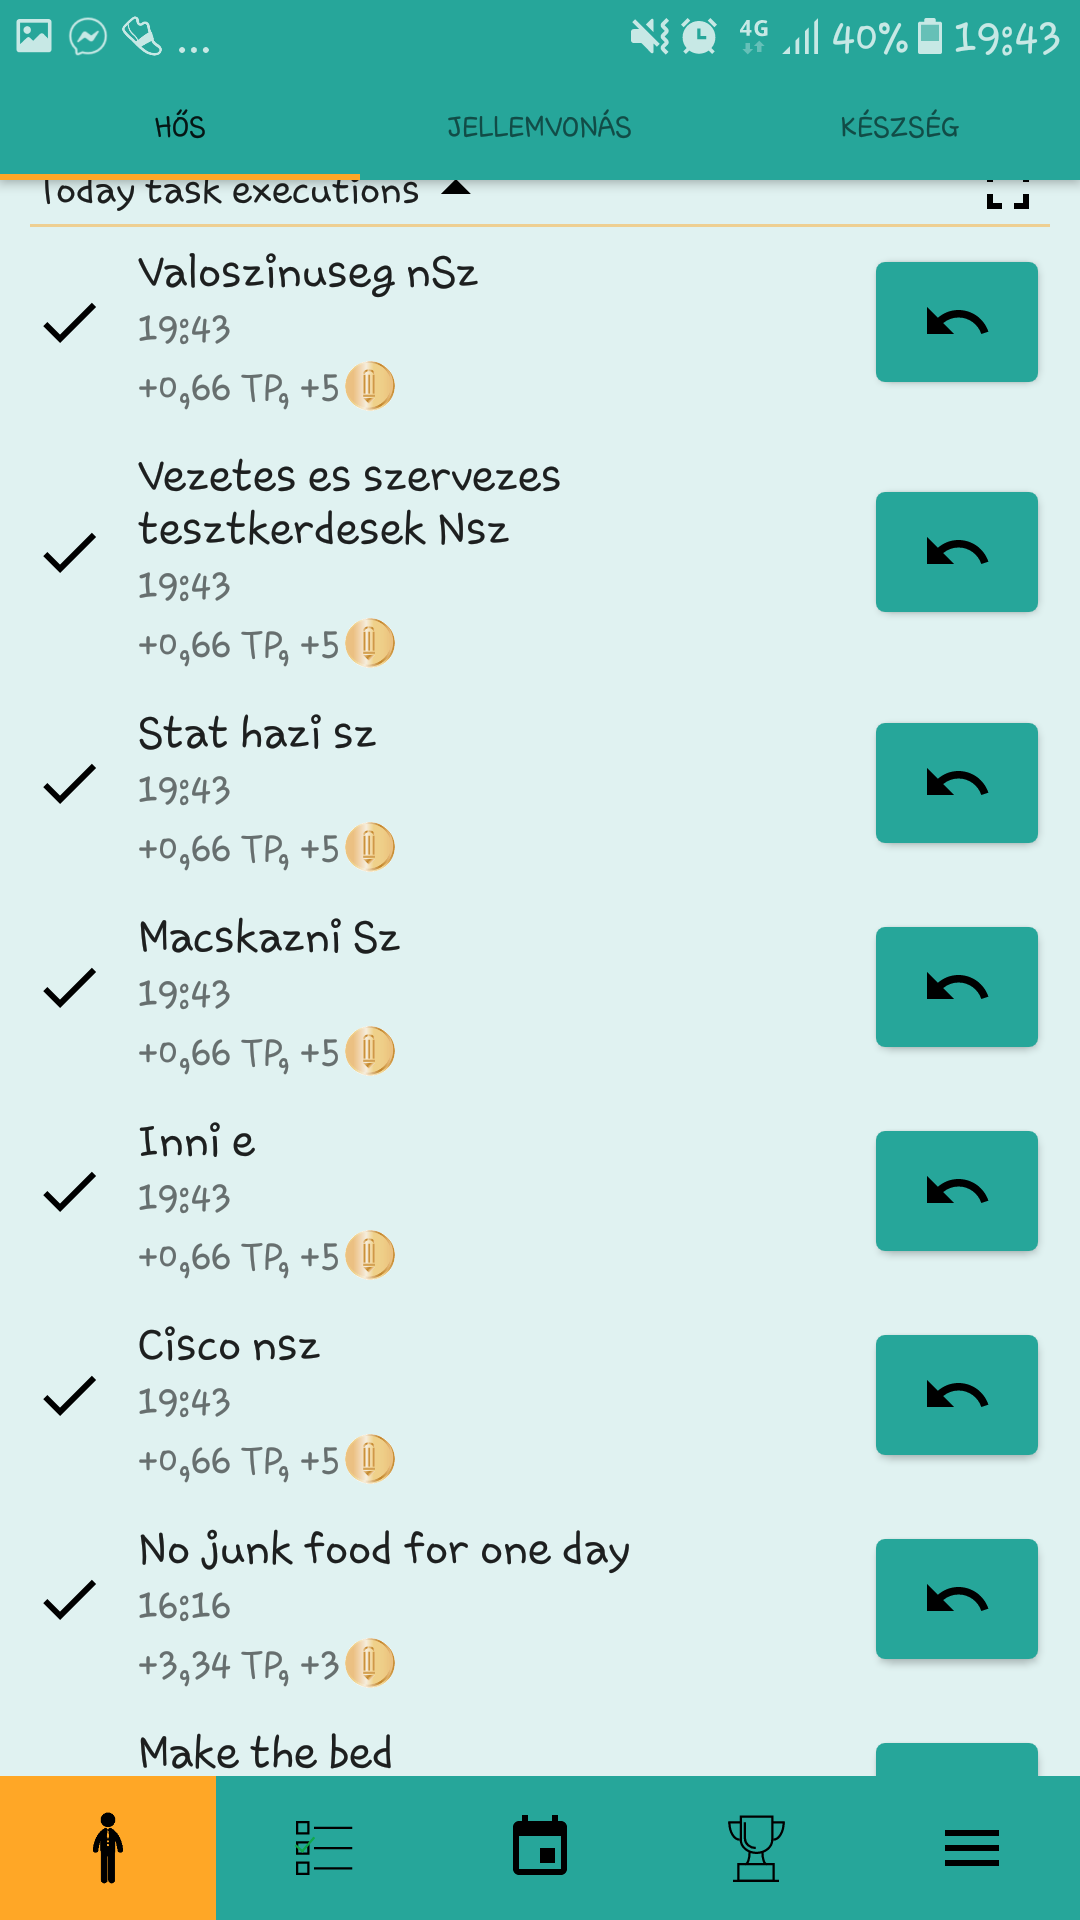 4G 40% 19:43
HŐS JELLEMVONÁS KÉSZSÉG
Today task executions
Valoszinuseg nSz
19:43
+0,66 TP, +5
Vezetes es szervezes
tesztkerdesek Nsz
19:43
+0,66 TP, +5
Stat hazi sz
19:43
+0,66 TP, +5
Macskazni Sz
19:43
+0,66 TP, +5
Inni e
19:43
+0,66 TP, +5
Cisco nsz
19:43
+0,66 TP, +5
No junk food for one day
16:16
+3,34 TP, +3
Make the bed